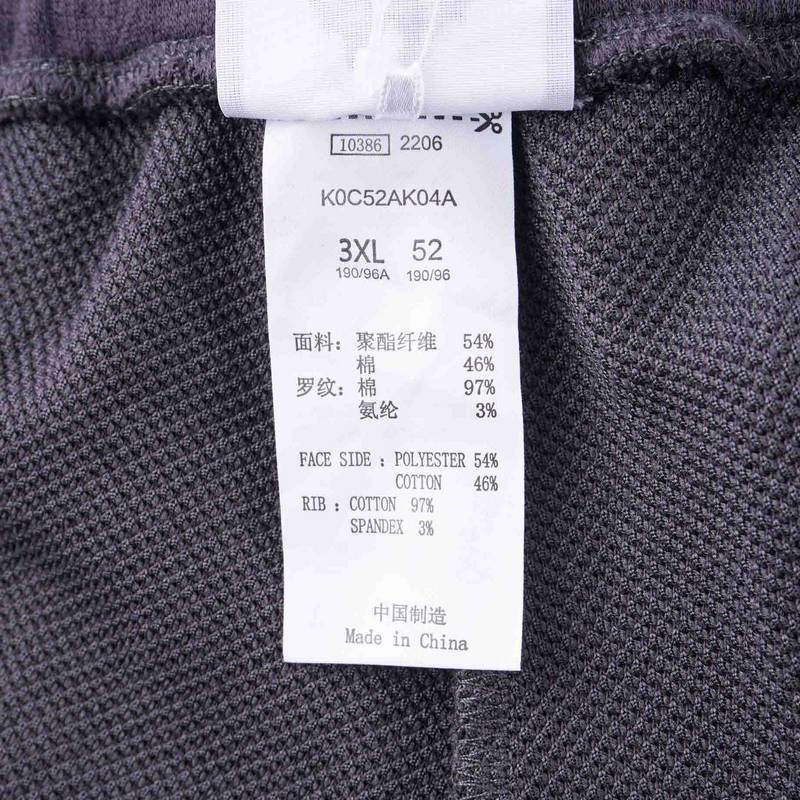 10386 2206
K0C52AK04A
3XL 52
190/96A 190/96
面料: 聚酯纤维 54%
棉 46%
罗纹: 棉 97%
氨纶 3%
FACE SIDE : POLYESTER 54%
COTTON 46%
RIB : COTTON 97%
SPANDEX 3%
中国制造
Made in China